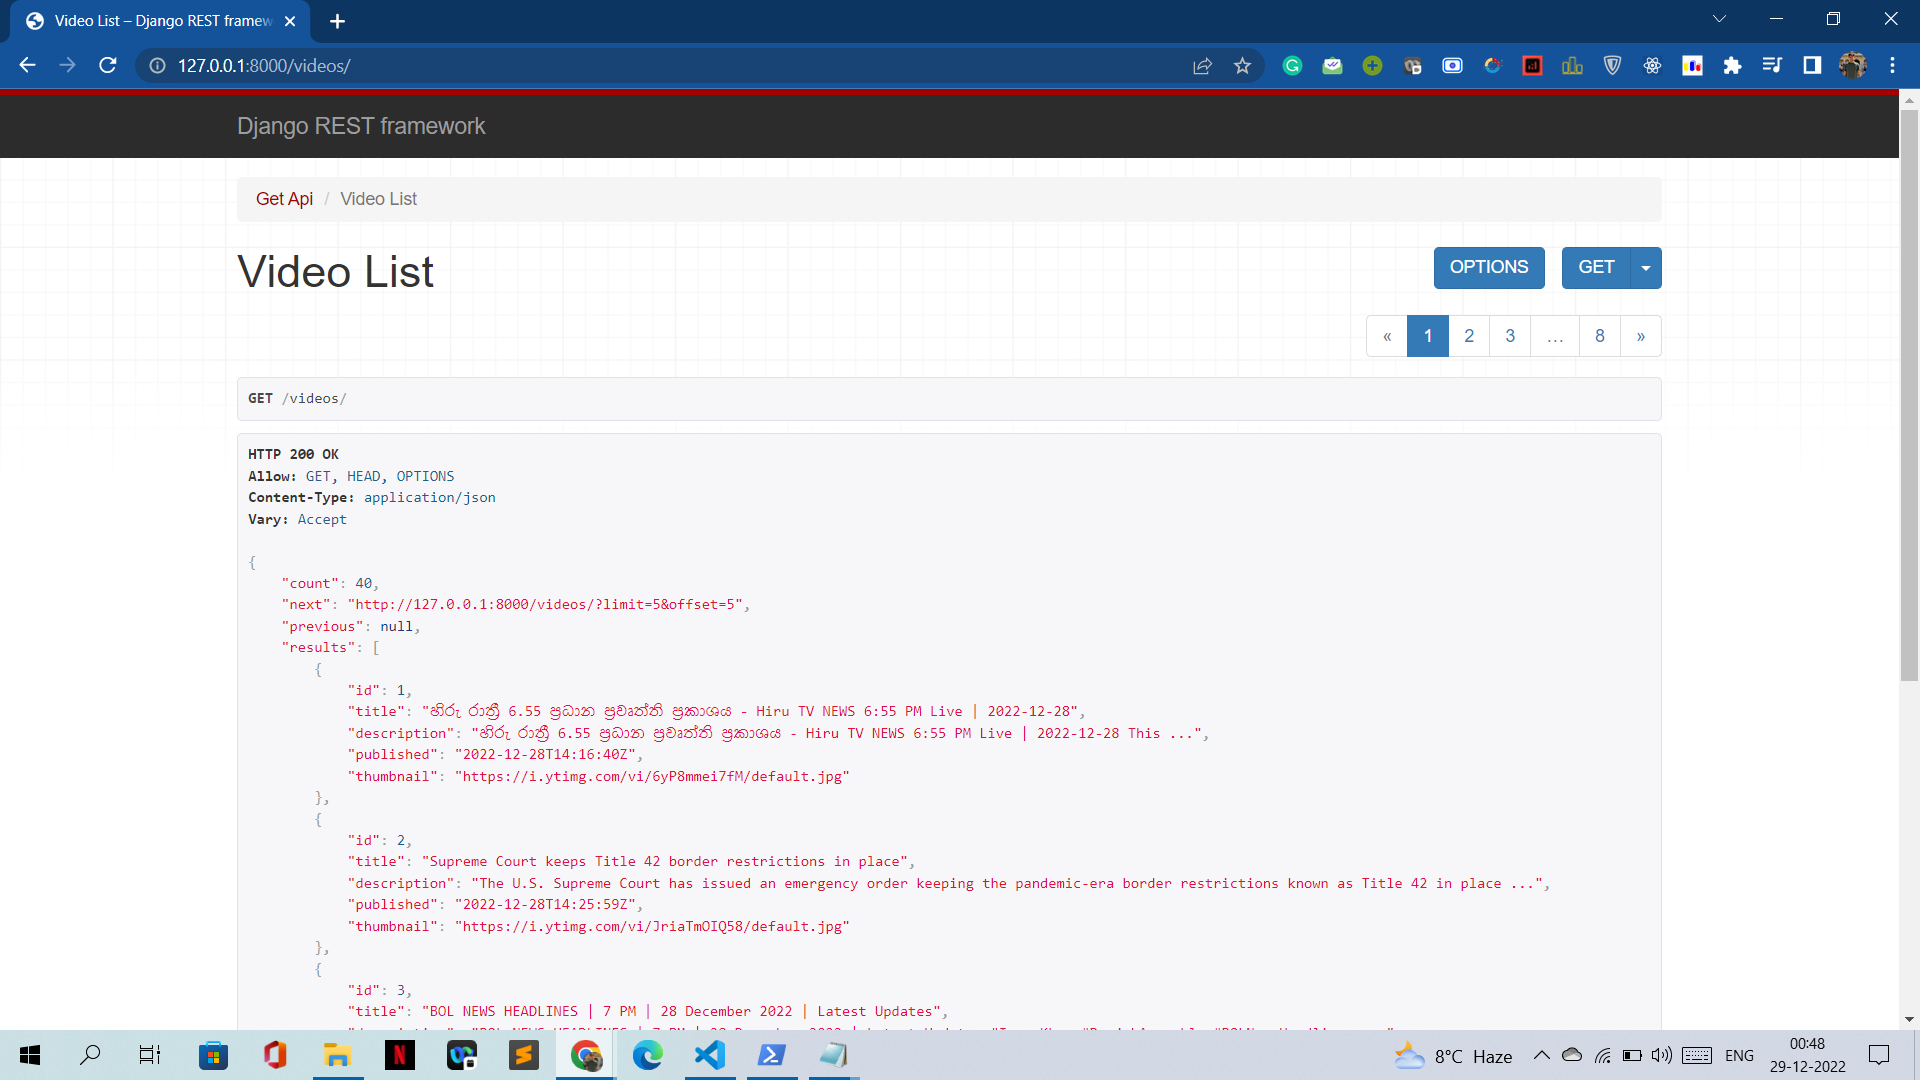 Video List – Django REST framew
127.0.0.1:8000/videos/
Django REST framework
Get Api / Video List
Video List
OPTIONS
GET
« 1 2 3 … 8 »
GET /videos/
HTTP 200 OK
Allow: GET, HEAD, OPTIONS
Content-Type: application/json
Vary: Accept
{
"count": 40,
"next": "http://127.0.0.1:8000/videos/?limit=5&offset=5",
"previous": null,
"results": [
{
"id": 1,
"title": "හිරු රාත්‍රී 6.55 ප්‍රධාන ප්‍රවෘත්ති ප්‍රකාශය - Hiru TV NEWS 6:55 PM Live | 2022-12-28",
"description": "හිරු රාත්‍රී 6.55 ප්‍රධාන ප්‍රවෘත්ති ප්‍රකාශය - Hiru TV NEWS 6:55 PM Live | 2022-12-28 This ...",
"published": "2022-12-28T14:16:40Z",
"thumbnail": "https://i.ytimg.com/vi/6yP8mmei7fM/default.jpg"
},
{
"id": 2,
"title": "Supreme Court keeps Title 42 border restrictions in place",
"description": "The U.S. Supreme Court has issued an emergency order keeping the pandemic-era border restrictions known as Title 42 in place ...",
"published": "2022-12-28T14:25:59Z",
"thumbnail": "https://i.ytimg.com/vi/JriaTmOIQ58/default.jpg"
},
{
"id": 3,
"title": "BOL NEWS HEADLINES | 7 PM | 28 December 2022 | Latest Updates",
8°C Haze
ENG
00:48
29-12-2022